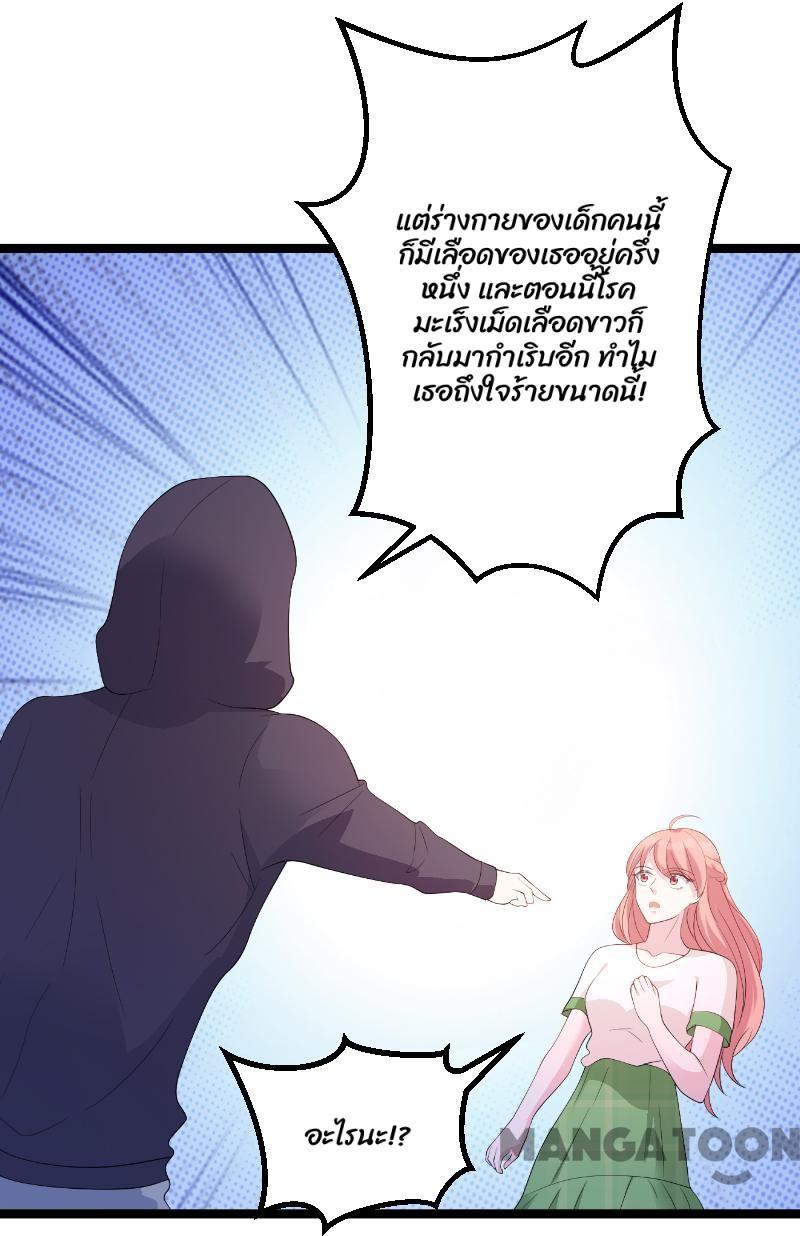 แต่ร่างกายของเด็กคนนี้
ก็มีเลือดของเธออยู่ครึ่ง
หนึ่ง และตอนนี้โรค
มะเร็งเม็ดเลือดขาวก็
กลับมากำเริบอีก ทำไม
เธอถึงใจร้ายขนาดนี้!
อะไรนะ!?
MANGATOON